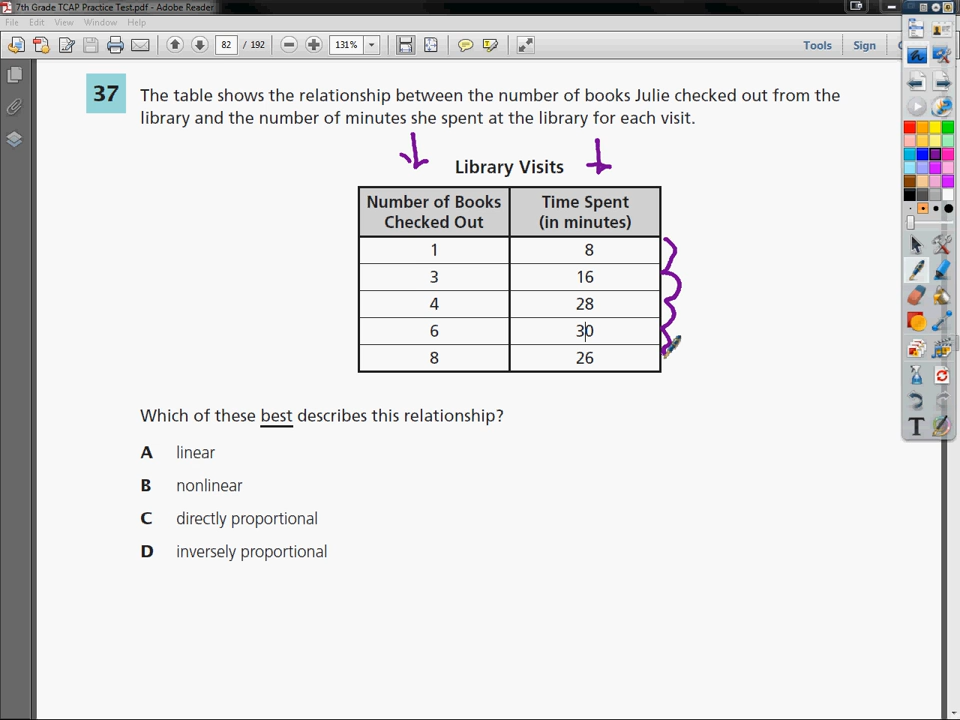 7th Grade TCAP Practice Test.pdf - Adobe Reader
File Edit View Window Help
82 / 192 131% Tools Sign
37 The table shows the relationship between the number of books Julie checked out from the
library and the number of minutes she spent at the library for each visit.
Library Visits
Number of Books Checked Out Time Spent (in minutes)
1 8
3 16
4 28
6 30
8 26
Which of these best describes this relationship?
A linear
B nonlinear
C directly proportional
D inversely proportional
T